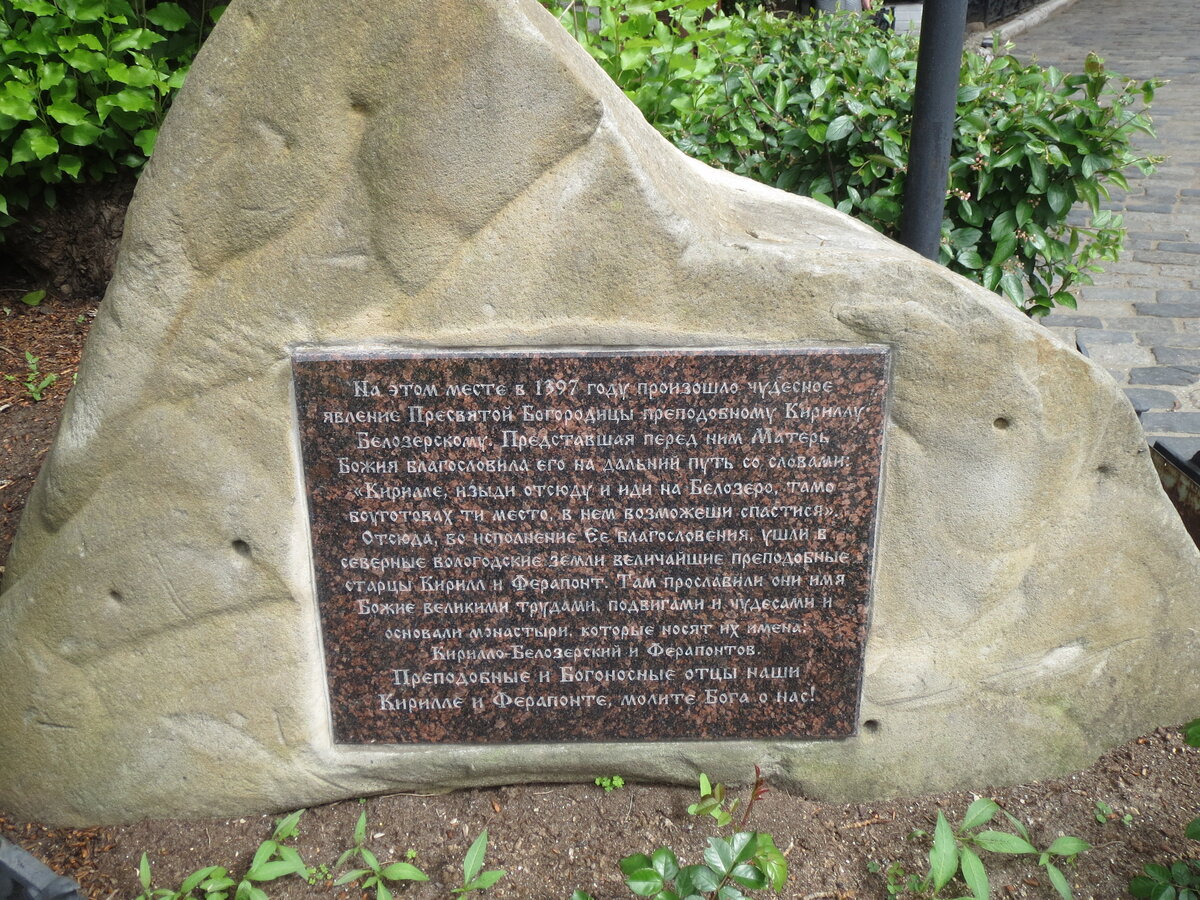 На этом месте в 1397 году произошло чудесное
явление Пресвятой Богородицы преподобному Кириллу
Белозерскому. Представшая перед ним Матерь
Божия благословила его на дальний путь со словами:
«Кирилле, изыди отсюду и иди на Белозеро, тамо
боуготовах ти место, в нем возможеши спастися».
Отсюда, во исполнение Ее благословения, ушли в
северные вологодские земли величайшие преподобные
старцы Кирилл и Ферапонт. Там прославили они имя
Божие великими трудами, подвигами и чудесами и
основали монастыри, которые носят их имена:
Кирилло-Белозерский и Ферапонтов.
Преподобные и Богоносные отцы наши
Кирилле и Ферапонте, молите Бога о нас!